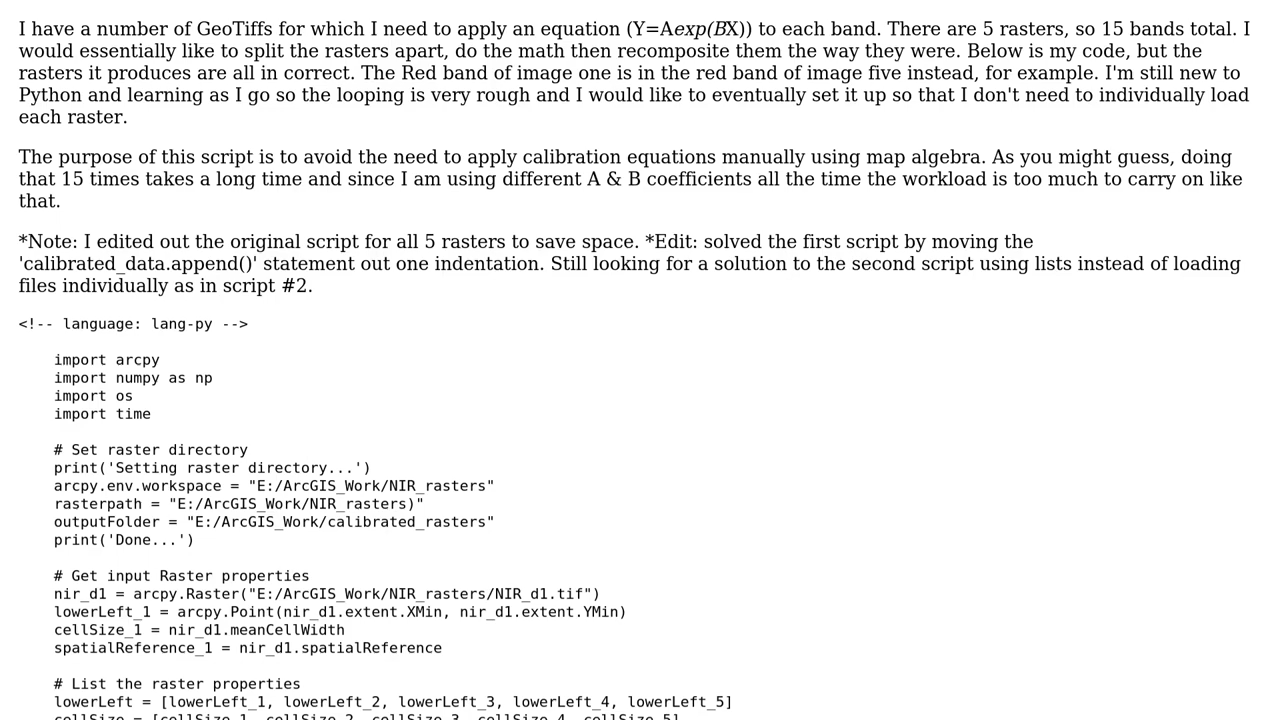 I have a number of GeoTiffs for which I need to apply an equation (Y=Aexp(BX)) to each band. There are 5 rasters, so 15 bands total. I
would essentially like to split the rasters apart, do the math then recomposite them the way they were. Below is my code, but the
rasters it produces are all in correct. The Red band of image one is in the red band of image five instead, for example. I'm still new to
Python and learning as I go so the looping is very rough and I would like to eventually set it up so that I don't need to individually load
each raster.
The purpose of this script is to avoid the need to apply calibration equations manually using map algebra. As you might guess, doing
that 15 times takes a long time and since I am using different A & B coefficients all the time the workload is too much to carry on like
that.
*Note: I edited out the original script for all 5 rasters to save space. *Edit: solved the first script by moving the
'calibrated_data.append()' statement out one indentation. Still looking for a solution to the second script using lists instead of loading
files individually as in script #2.
<!-- language: lang-py -->
import arcpy
import numpy as np
import os
import time
# Set raster directory
print('Setting raster directory...')
arcpy.env.workspace = "E:/ArcGIS_Work/NIR_rasters"
rasterpath = "E:/ArcGIS_Work/NIR_rasters)"
outputFolder = "E:/ArcGIS_Work/calibrated_rasters"
print('Done...')
# Get input Raster properties
nir_d1 = arcpy.Raster("E:/ArcGIS_Work/NIR_rasters/NIR_d1.tif")
lowerLeft_1 = arcpy.Point(nir_d1.extent.XMin, nir_d1.extent.YMin)
cellSize_1 = nir_d1.meanCellWidth
spatialReference_1 = nir_d1.spatialReference
# List the raster properties
lowerLeft = [lowerLeft_1, lowerLeft_2, lowerLeft_3, lowerLeft_4, lowerLeft_5]
cellSize = [cellSize_1, cellSize_2, cellSize_3, cellSize_4, cellSize_5]